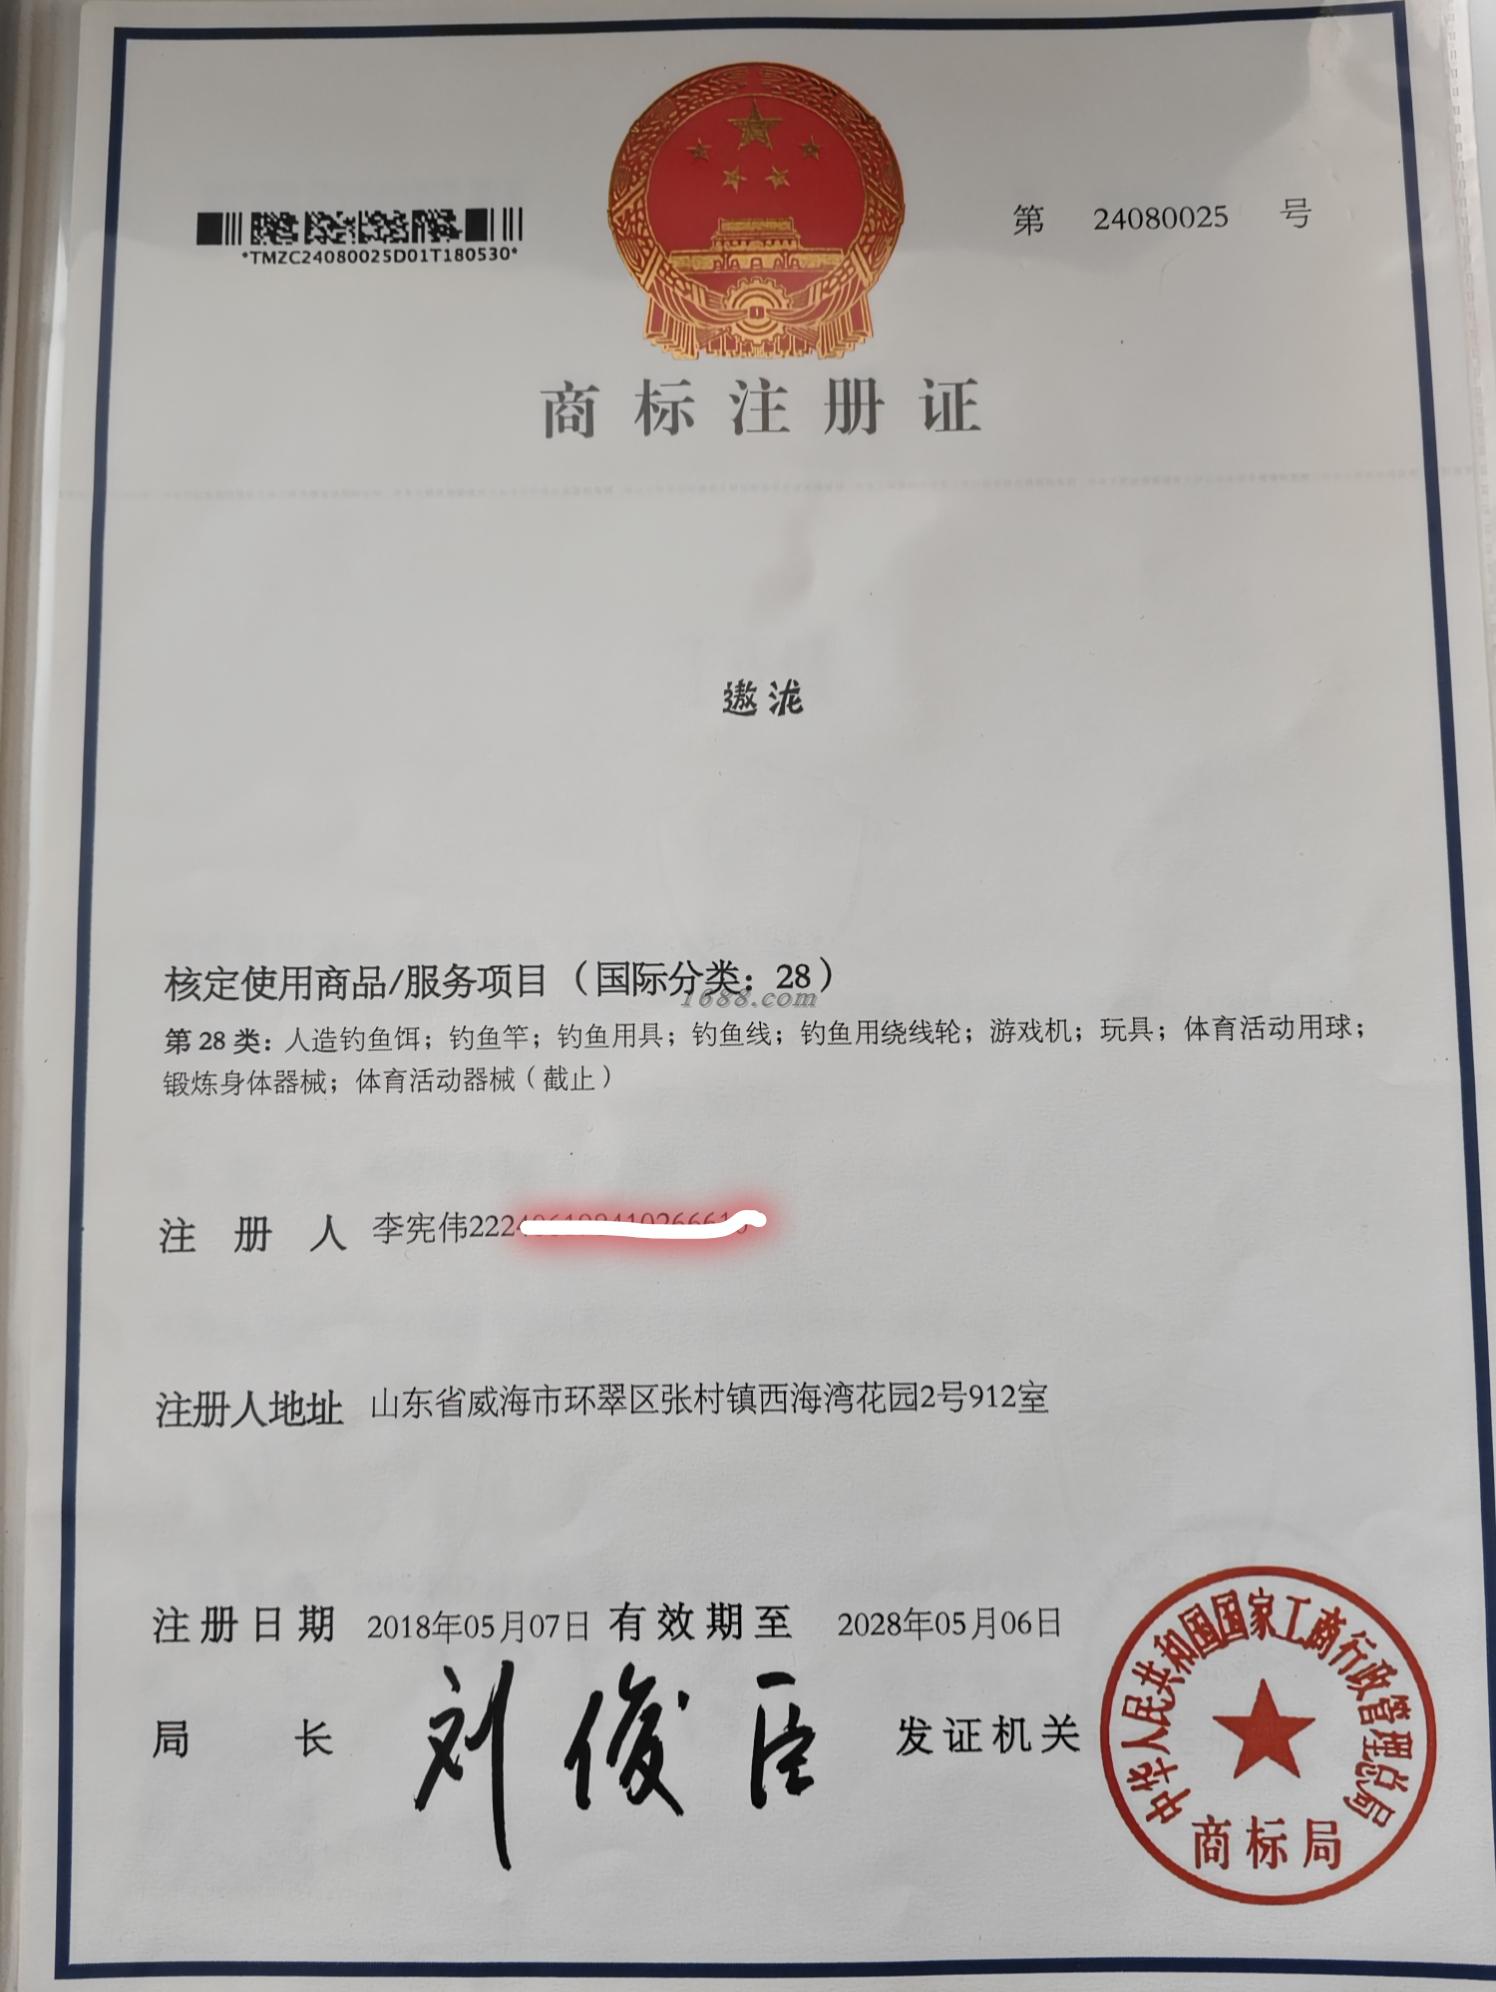 第 24080025 号
*TMZC24080025D01T180530*
商标注册证
遨泷
核定使用商品/服务项目（国际分类：28）
1688.com
第 28 类：人造钓鱼饵；钓鱼竿；钓鱼用具；钓鱼线；钓鱼用绕线轮；游戏机；玩具；体育活动用球；
锻炼身体器械；体育活动器械（截止）
注册人 李宪伟222
注册人地址 山东省威海市环翠区张村镇西海湾花园2号912室
注册日期 2018年05月07日 有效期至 2028年05月06日
局长 刘俊臣 发证机关
中华人民共和国国家工商行政管理总局
商标局